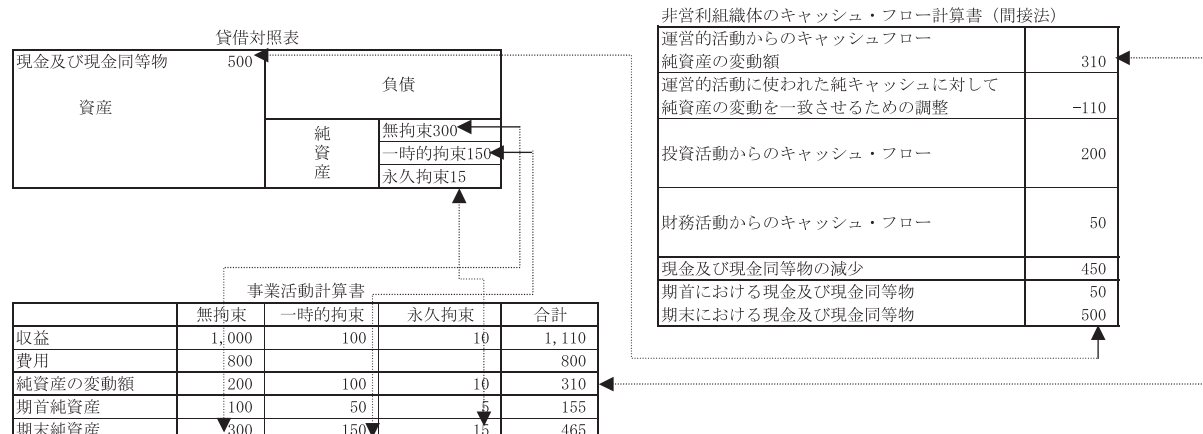 貸借対照表
現金及び現金同等物 500
資産
負債
純資産
無拘束300
一時的拘束150
永久拘束15
事業活動計算書
無拘束 一時的拘束 永久拘束 合計
収益 1,000 100 10 1,110
費用 800 800
純資産の変動額 200 100 10 310
期首純資産 100 50 5 155
期末純資産 300 150 15 465
非営利組織体のキャッシュ・フロー計算書（間接法）
運営的活動からのキャッシュフロー
純資産の変動額 310
運営的活動に使われた純キャッシュに対して
純資産の変動を一致させるための調整 -110
投資活動からのキャッシュ・フロー 200
財務活動からのキャッシュ・フロー 50
現金及び現金同等物の減少 450
期首における現金及び現金同等物 50
期末における現金及び現金同等物 500